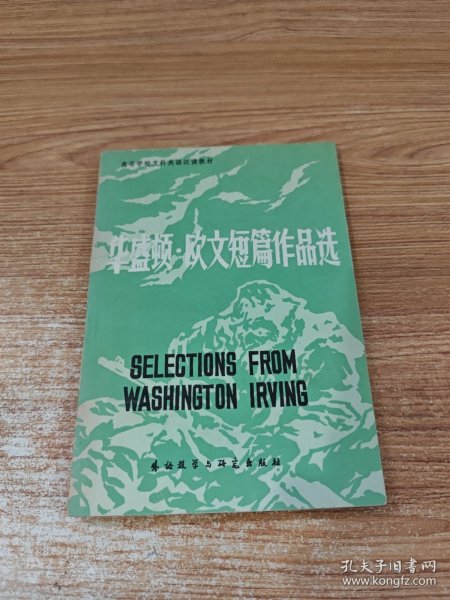 高等学校文科英语泛读教材
华盛顿·欧文短篇作品选
SELECTIONS FROM
WASHINGTON IRVING
外语教学与研究出版社
孔夫子旧书网
www.kongfz.com